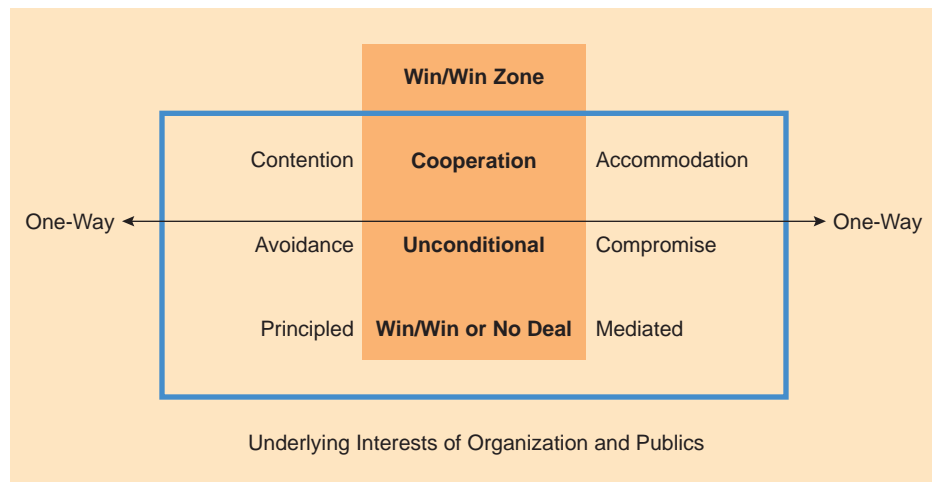 Win/Win Zone
Contention Cooperation Accommodation
One-Way One-Way
Avoidance Unconditional Compromise
Principled Win/Win or No Deal Mediated
Underlying Interests of Organization and Publics